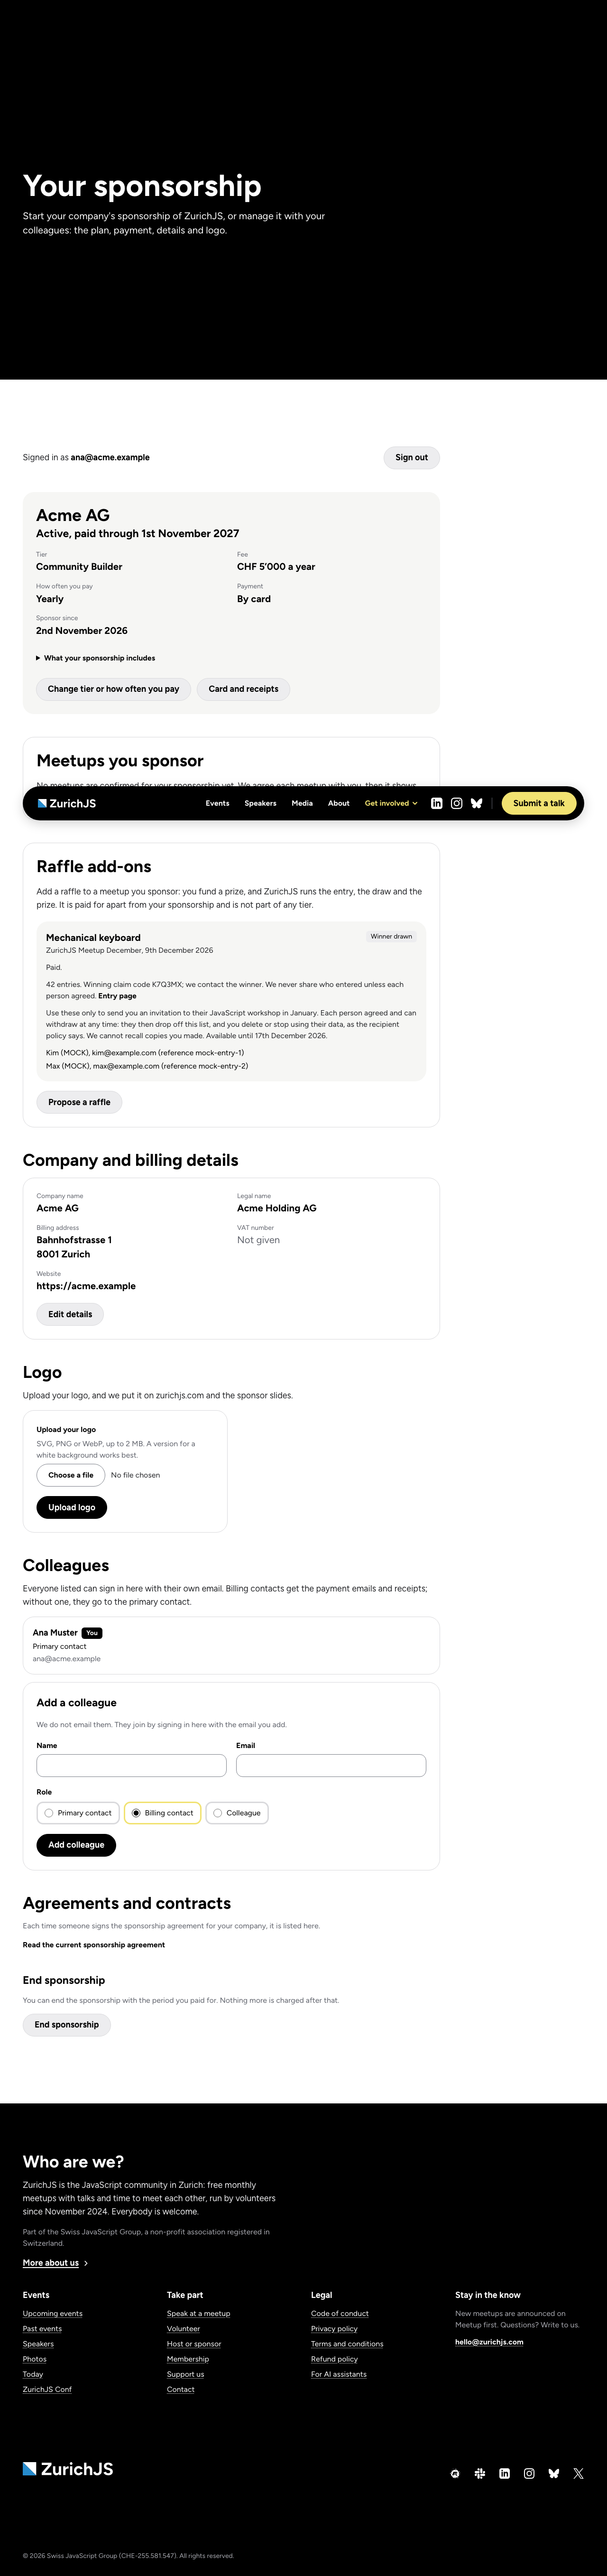 Your sponsorship
Start your company's sponsorship of ZurichJS, or manage it with your
colleagues: the plan, payment, details and logo.
Signed in as ana@acme.example
Sign out
Acme AG
Active, paid through 1st November 2027
Tier
Community Builder
Fee
CHF 5’000 a year
How often you pay
Yearly
Payment
By card
Sponsor since
2nd November 2026
What your sponsorship includes
Change tier or how often you pay
Card and receipts
Meetups you sponsor
ZurichJS
Events
Speakers
Media
About
Get involved
Submit a talk
Raffle add-ons
Add a raffle to a meetup you sponsor: you fund a prize, and ZurichJS runs the entry, the draw and the
prize. It is paid for apart from your sponsorship and is not part of any tier.
Mechanical keyboard
Winner drawn
ZurichJS Meetup December, 9th December 2026
Paid.
42 entries. Winning claim code K7Q3MX; we contact the winner. We never share who entered unless each
person agreed. Entry page
Use these only to send you an invitation to their JavaScript workshop in January. Each person agreed and can
withdraw at any time: they then drop off this list, and you delete or stop using their data, as the recipient
policy says. We cannot recall copies you made. Available until 17th December 2026.
Kim (MOCK), kim@example.com (reference mock-entry-1)
Max (MOCK), max@example.com (reference mock-entry-2)
Propose a raffle
Company and billing details
Company name
Acme AG
Legal name
Acme Holding AG
Billing address
Bahnhofstrasse 1
8001 Zurich
VAT number
Not given
Website
https://acme.example
Edit details
Logo
Upload your logo, and we put it on zurichjs.com and the sponsor slides.
Upload your logo
SVG, PNG or WebP, up to 2 MB. A version for a
white background works best.
Choose a file
No file chosen
Upload logo
Colleagues
Everyone listed can sign in here with their own email. Billing contacts get the payment emails and receipts;
without one, they go to the primary contact.
Ana Muster You
Primary contact
ana@acme.example
Add a colleague
We do not email them. They join by signing in here with the email you add.
Name
Email
Role
Primary contact
Billing contact
Colleague
Add colleague
Agreements and contracts
Each time someone signs the sponsorship agreement for your company, it is listed here.
Read the current sponsorship agreement
End sponsorship
You can end the sponsorship with the period you paid for. Nothing more is charged after that.
End sponsorship
Who are we?
ZurichJS is the JavaScript community in Zurich: free monthly
meetups with talks and time to meet each other, run by volunteers
since November 2024. Everybody is welcome.
Part of the Swiss JavaScript Group, a non-profit association registered in
Switzerland.
More about us
Events
Upcoming events
Past events
Speakers
Photos
Today
ZurichJS Conf
Take part
Speak at a meetup
Volunteer
Host or sponsor
Membership
Support us
Contact
Legal
Code of conduct
Privacy policy
Terms and conditions
Refund policy
For AI assistants
Stay in the know
New meetups are announced on
Meetup first. Questions? Write to us.
hello@zurichjs.com
ZurichJS
© 2026 Swiss JavaScript Group (CHE-255.581.547). All rights reserved.